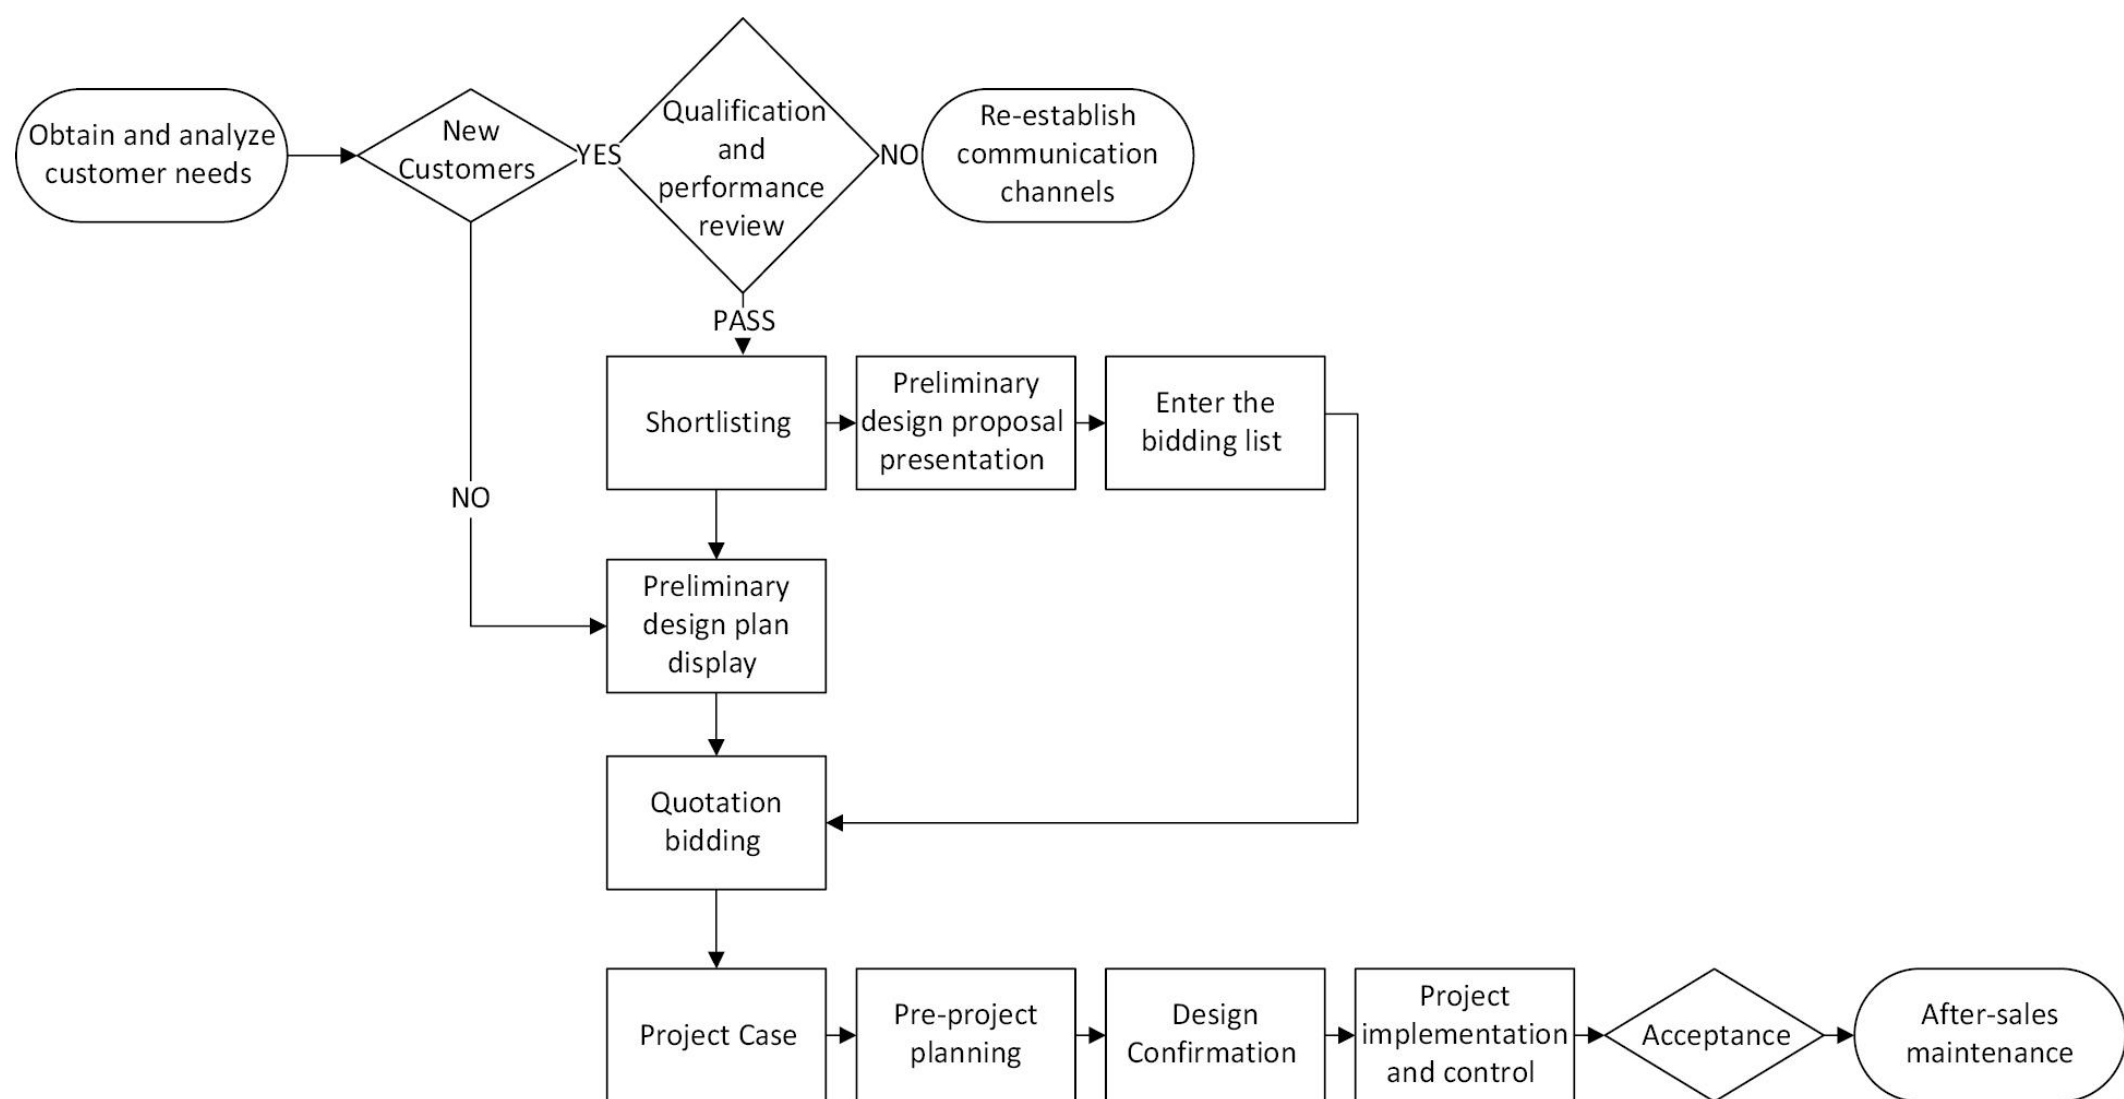 Obtain and analyze
customer needs
New
Customers
YES
Qualification
and
performance
review
NO
Re-establish
communication
channels
PASS
Shortlisting
Preliminary
design proposal
presentation
Enter the
bidding list
NO
Preliminary
design plan
display
Quotation
bidding
Project Case
Pre-project
planning
Design
Confirmation
Project
implementation
and control
Acceptance
After-sales
maintenance